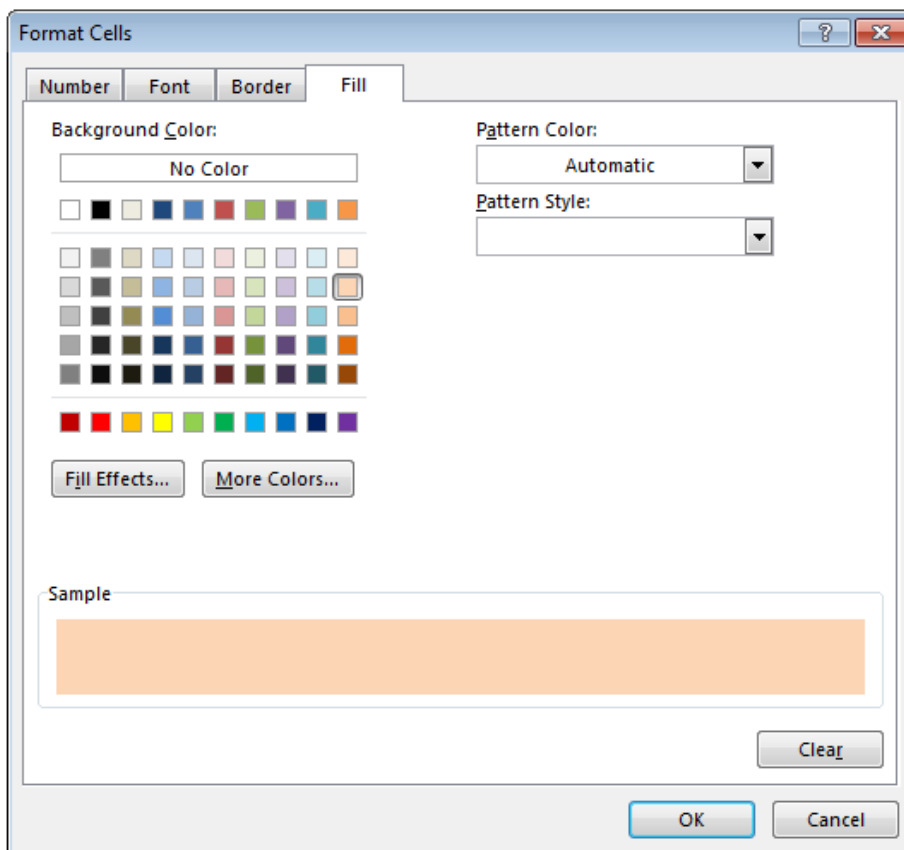 Format Cells
Number Font Border Fill
Background Color:
No Color
Pattern Color:
Automatic
Pattern Style:
Fill Effects... More Colors...
Sample
Clear
OK Cancel